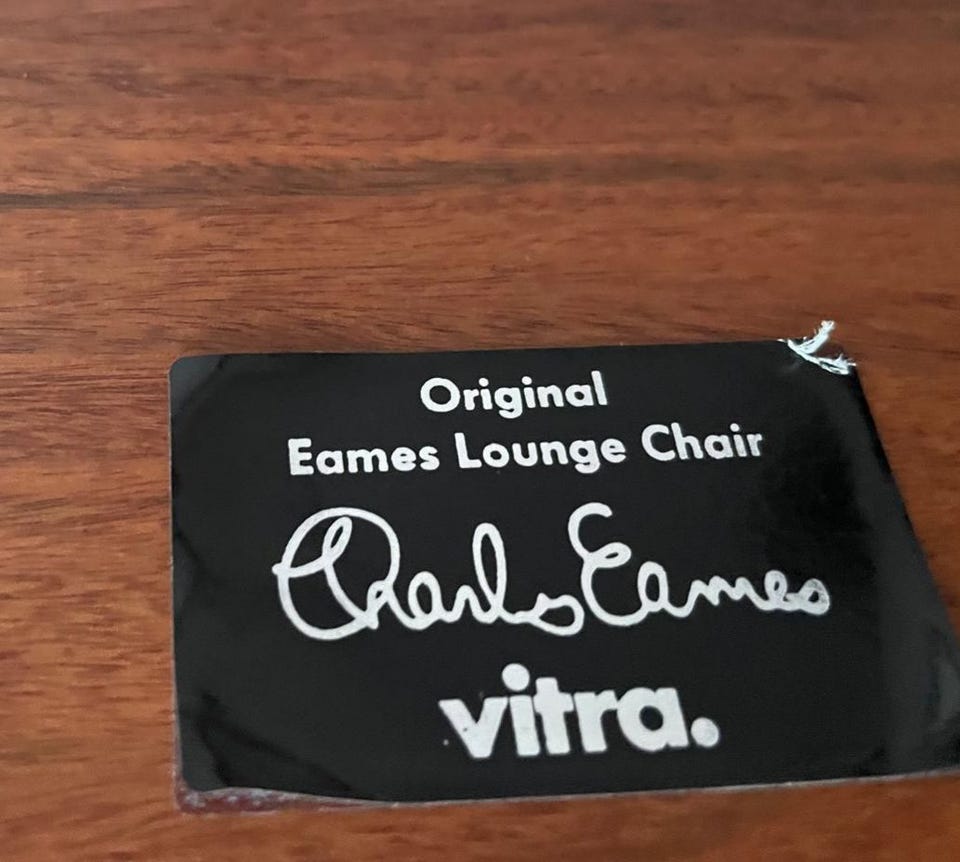 Original
Eames Lounge Chair
Charles Eames
vitra.